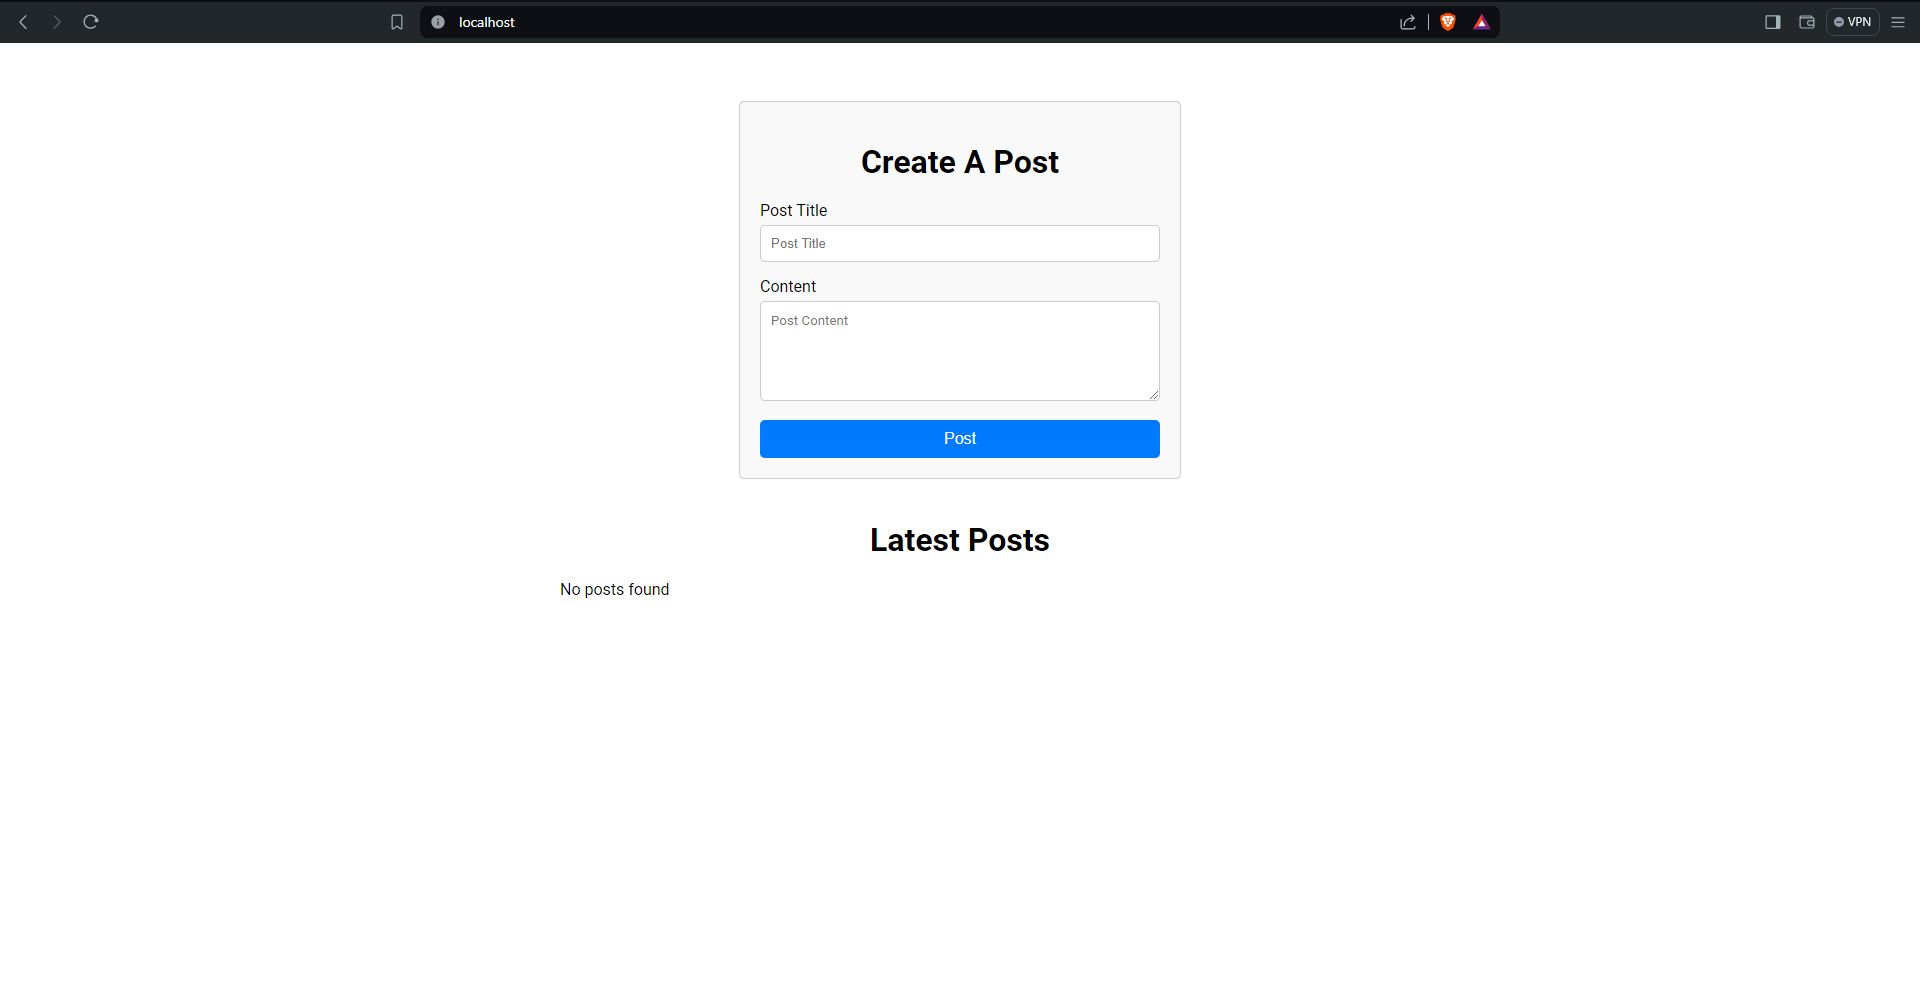 localhost
VPN
Create A Post
Post Title
Post Title
Content
Post Content
Post
Latest Posts
No posts found